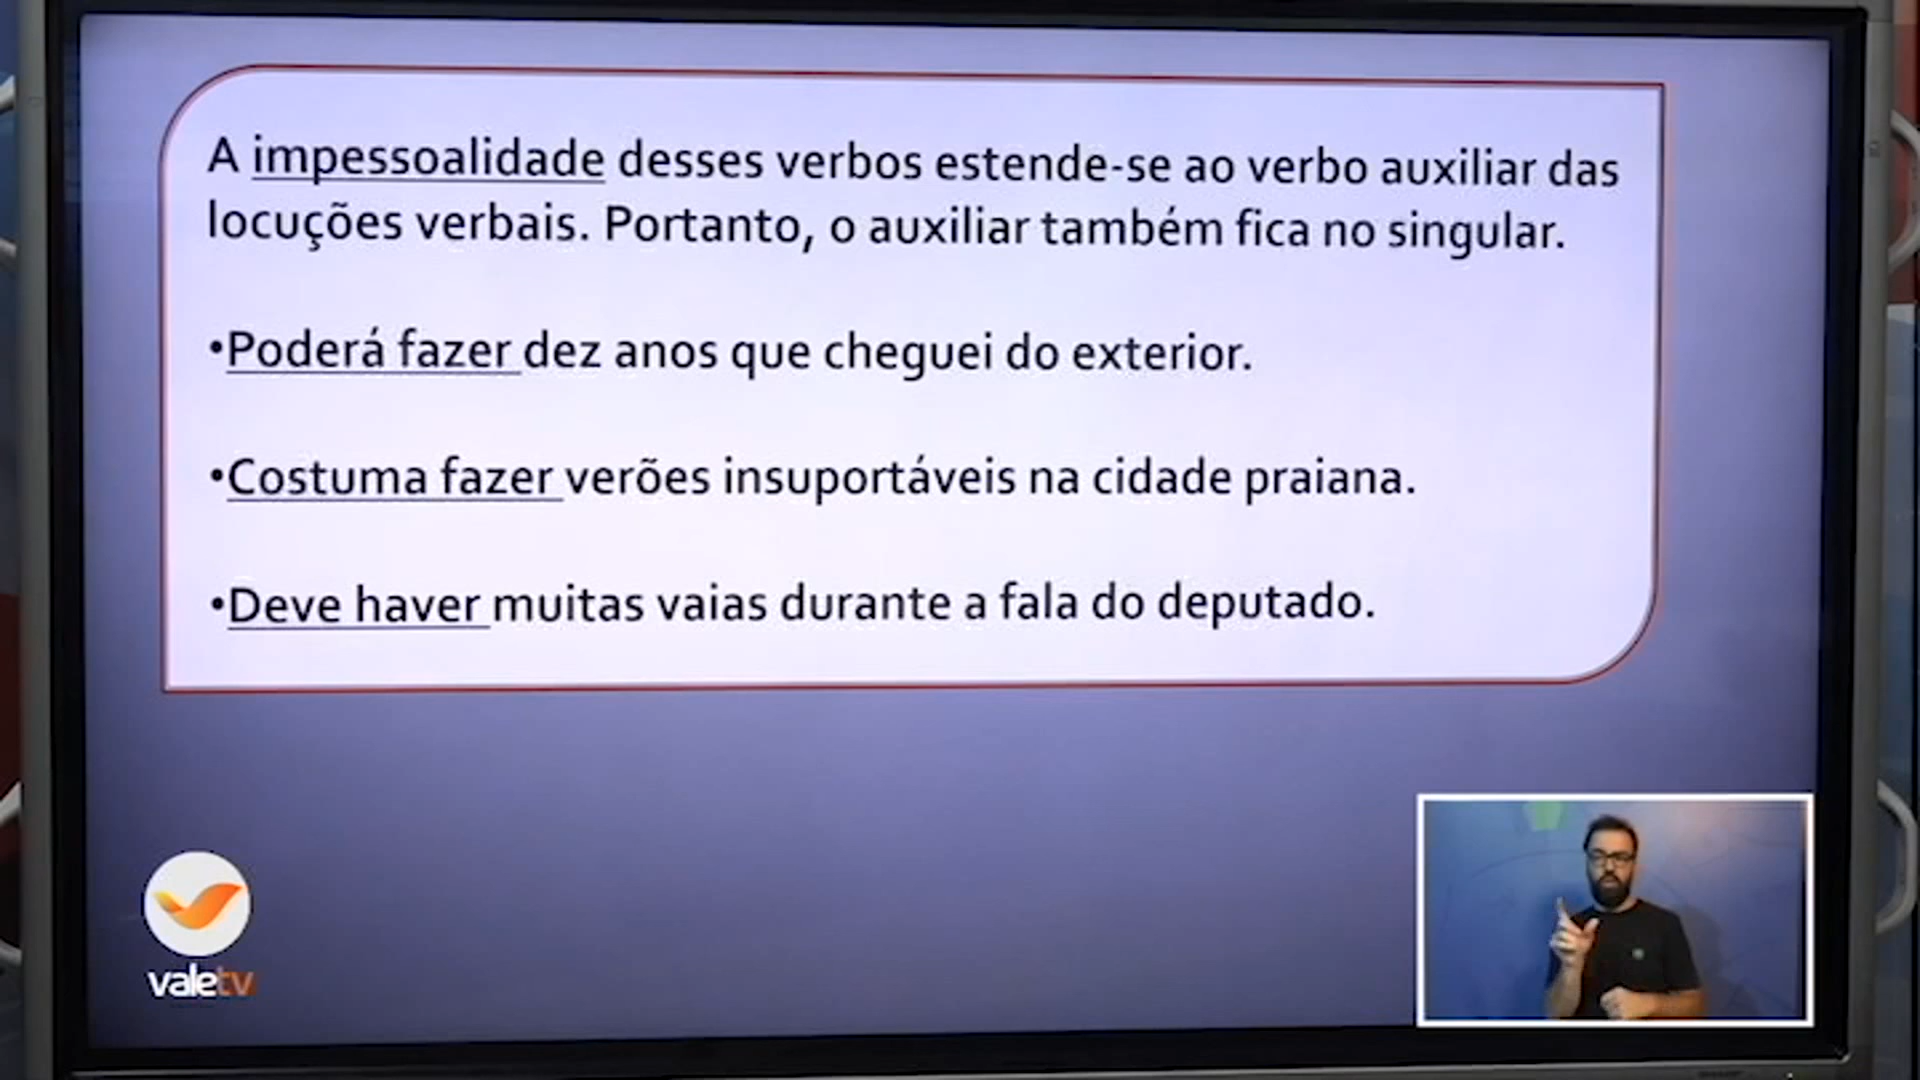 A impessoalidade desses verbos estende-se ao verbo auxiliar das
locuções verbais. Portanto, o auxiliar também fica no singular.
•Poderá fazer dez anos que cheguei do exterior.
•Costuma fazer verões insuportáveis na cidade praiana.
•Deve haver muitas vaias durante a fala do deputado.
valetv